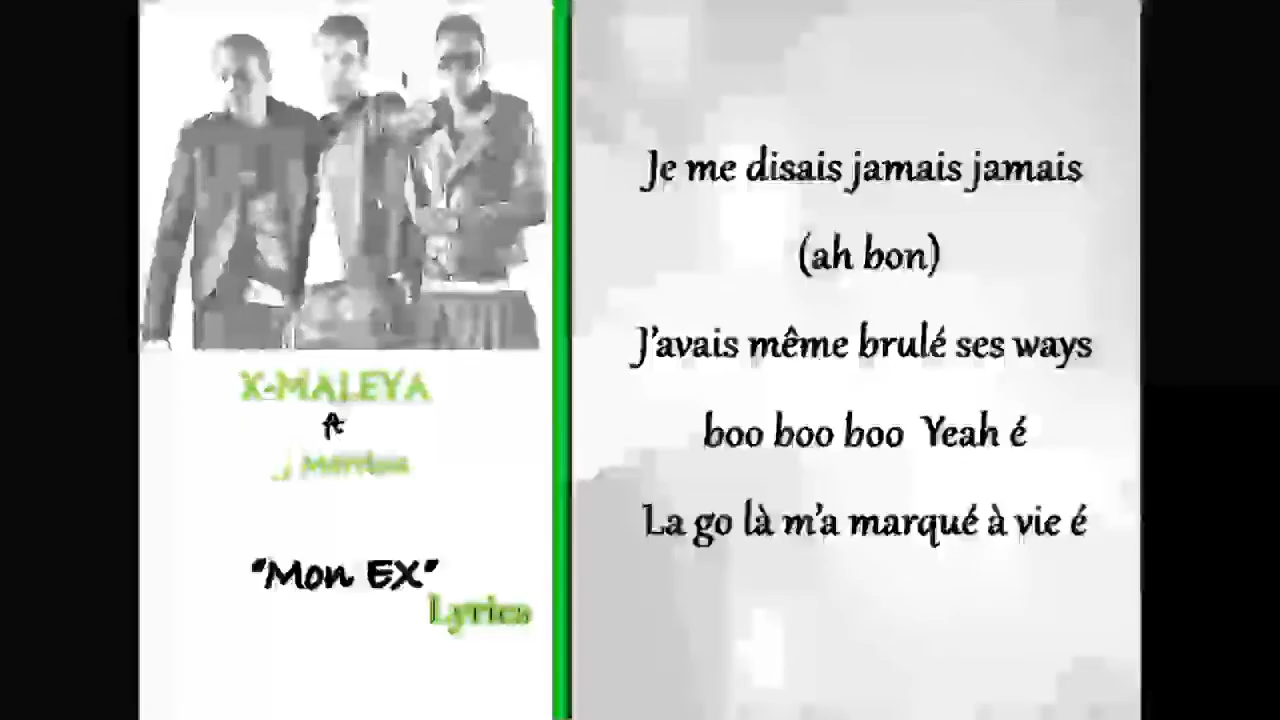 X-MALEYA
ft
"Mon EX"
Lyrics
Je me disais jamais jamais
(ah bon)
J'avais même brulé ses ways
boo boo boo Yeah é
La go là m'a marqué à vie é